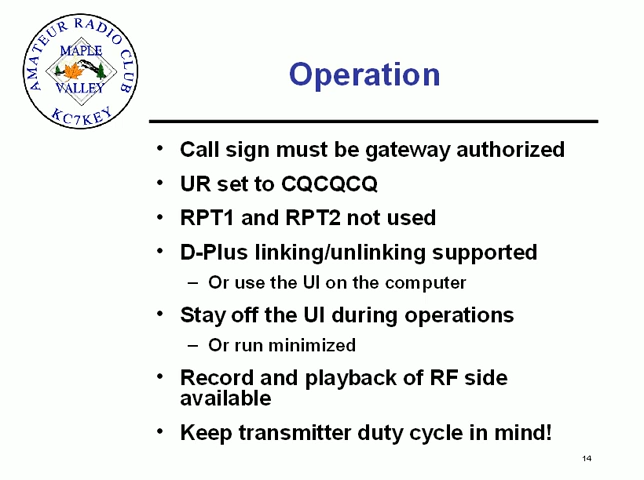 AMATEUR RADIO CLUB
MAPLE
VALLEY
KC7KEY
Operation
• Call sign must be gateway authorized
• UR set to CQCQCQ
• RPT1 and RPT2 not used
• D-Plus linking/unlinking supported
– Or use the UI on the computer
• Stay off the UI during operations
– Or run minimized
• Record and playback of RF side
available
• Keep transmitter duty cycle in mind!
14